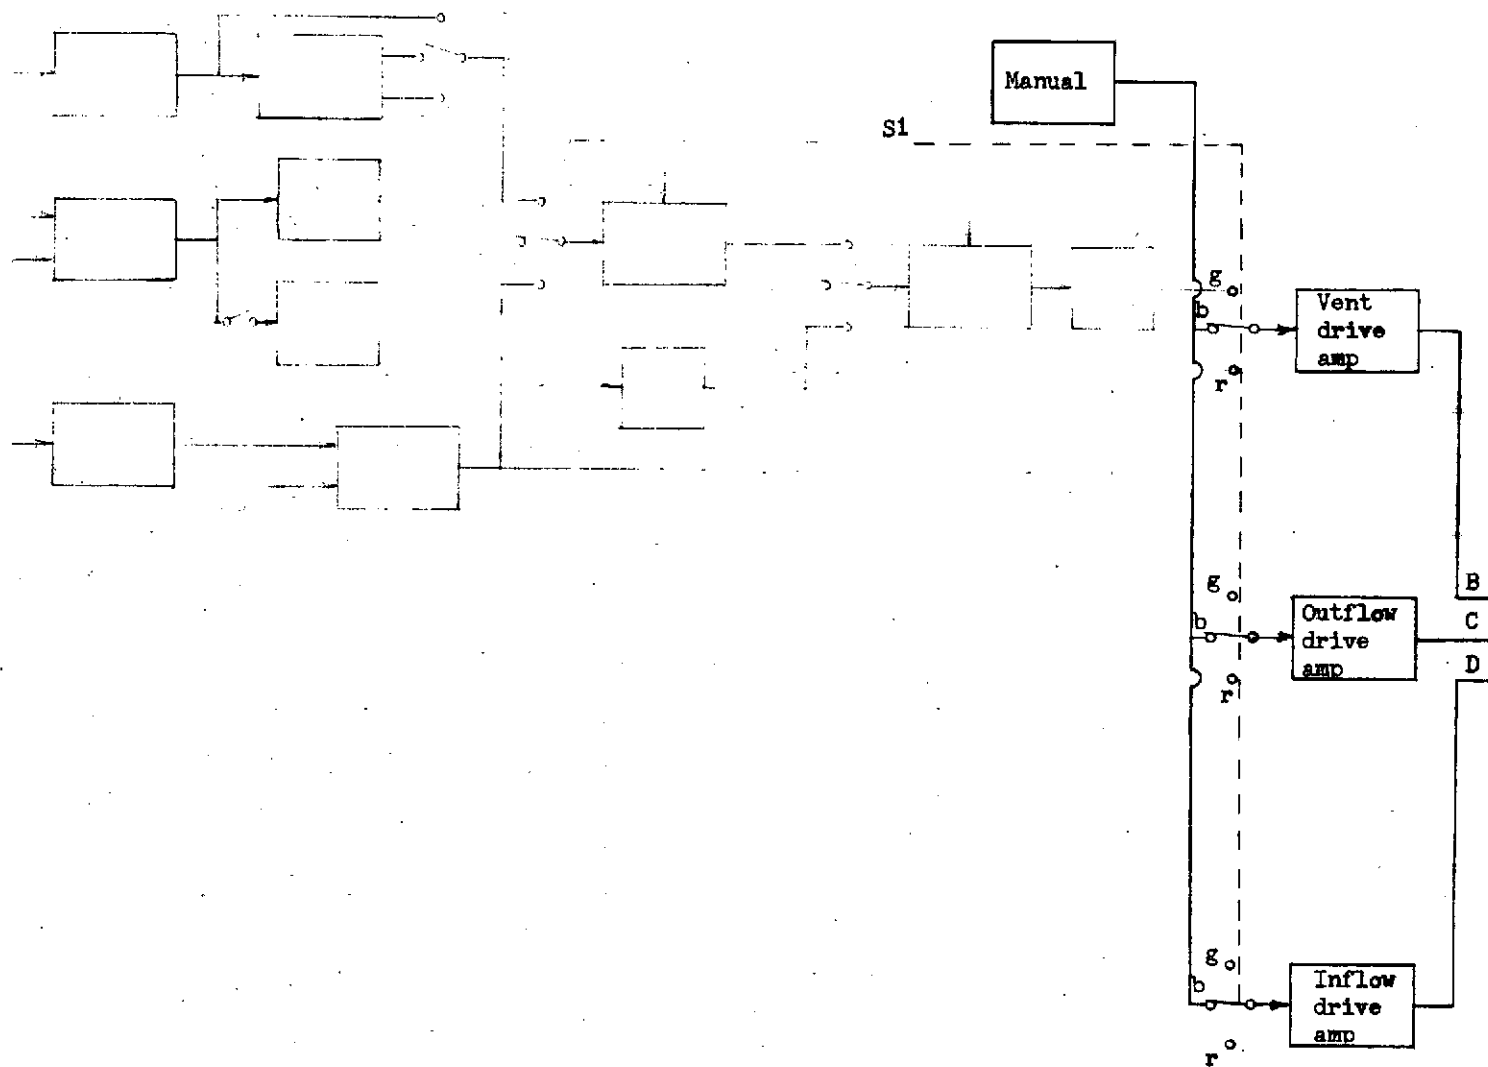 Manual
S1
g
b
r
Vent
drive
amp
B
g
b
r
Outflow
drive
amp
C
D
g
b
r
Inflow
drive
amp